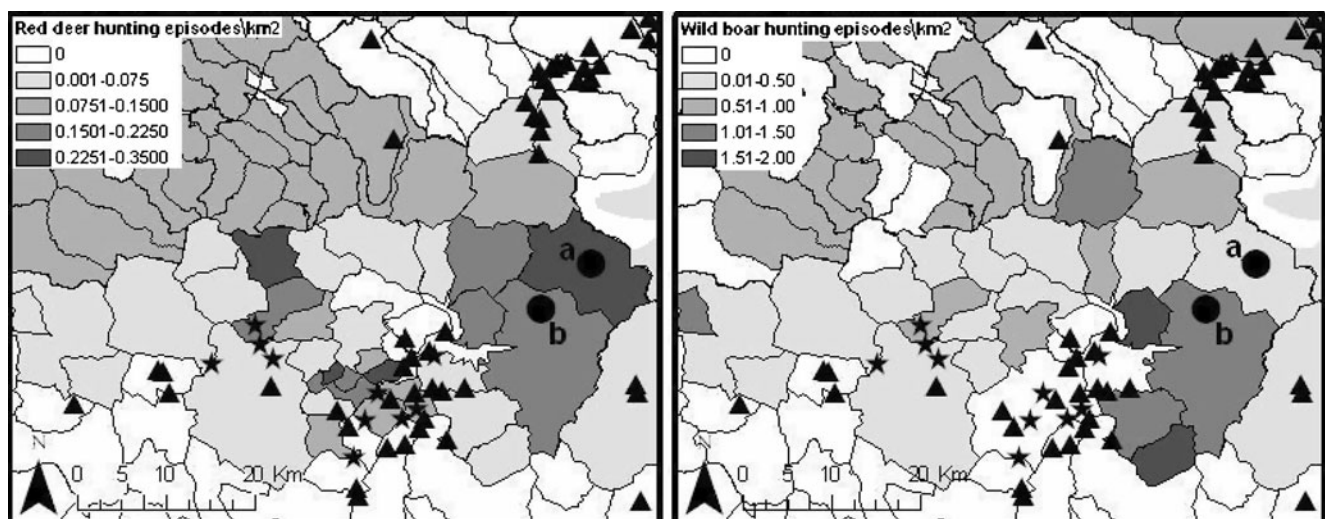 Red deer hunting episodes\km2
0
0.001-0.075
0.0751-0.1500
0.1501-0.2250
0.2251-0.3500
a
b
N
0 5 10 20 Km
Wild boar hunting episodes\km2
0
0.01-0.50
0.51-1.00
1.01-1.50
1.51-2.00
a
b
N
0 5 10 20 Km